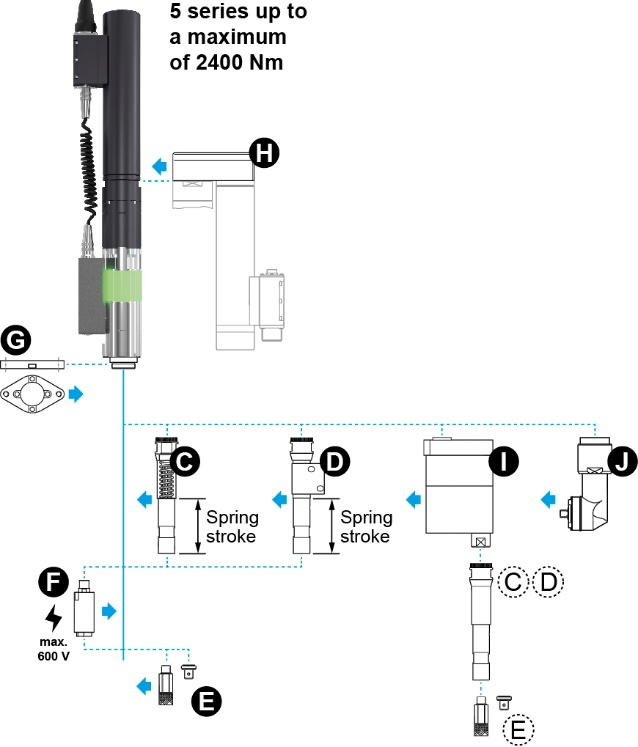 5 series up to
a maximum
of 2400 Nm
H
G
C
D
I
J
Spring
stroke
Spring
stroke
F
max.
600 V
C D
E
E